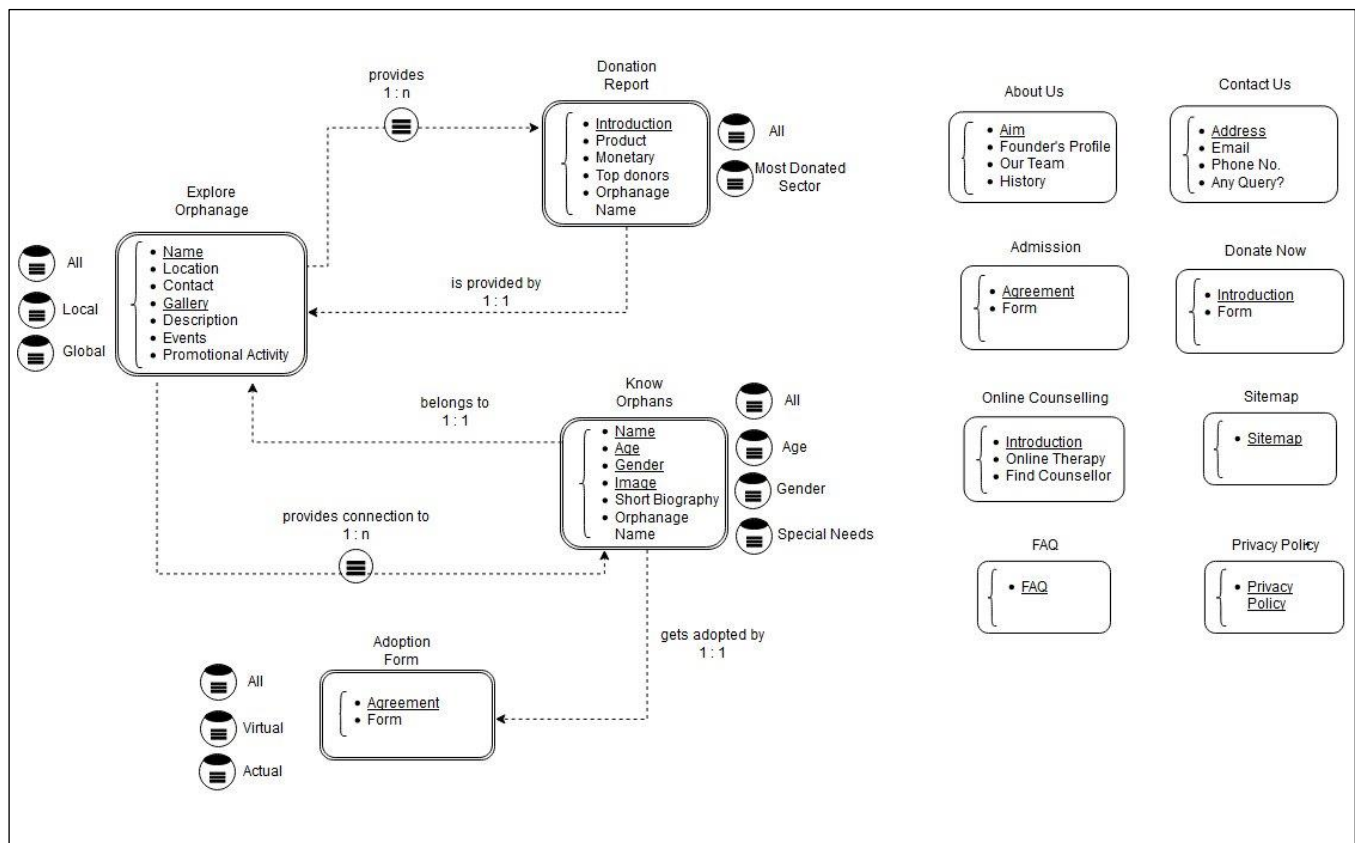 provides
1 : n
Donation
Report
Introduction
Product
Monetary
Top donors
Orphanage
Name
All
Most Donated
Sector
Explore
Orphanage
Name
Location
Contact
Gallery
Description
Events
Promotional Activity
All
Local
Global
is provided by
1 : 1
belongs to
1 : 1
Know
Orphans
Name
Age
Gender
Image
Short Biography
Orphanage
Name
All
Age
Gender
Special Needs
provides connection to
1 : n
gets adopted by
1 : 1
Adoption
Form
Agreement
Form
All
Virtual
Actual
About Us
Aim
Founder's Profile
Our Team
History
Contact Us
Address
Email
Phone No.
Any Query?
Admission
Agreement
Form
Donate Now
Introduction
Form
Online Counselling
Introduction
Online Therapy
Find Counsellor
Sitemap
Sitemap
FAQ
FAQ
Privacy Policy
Privacy
Policy